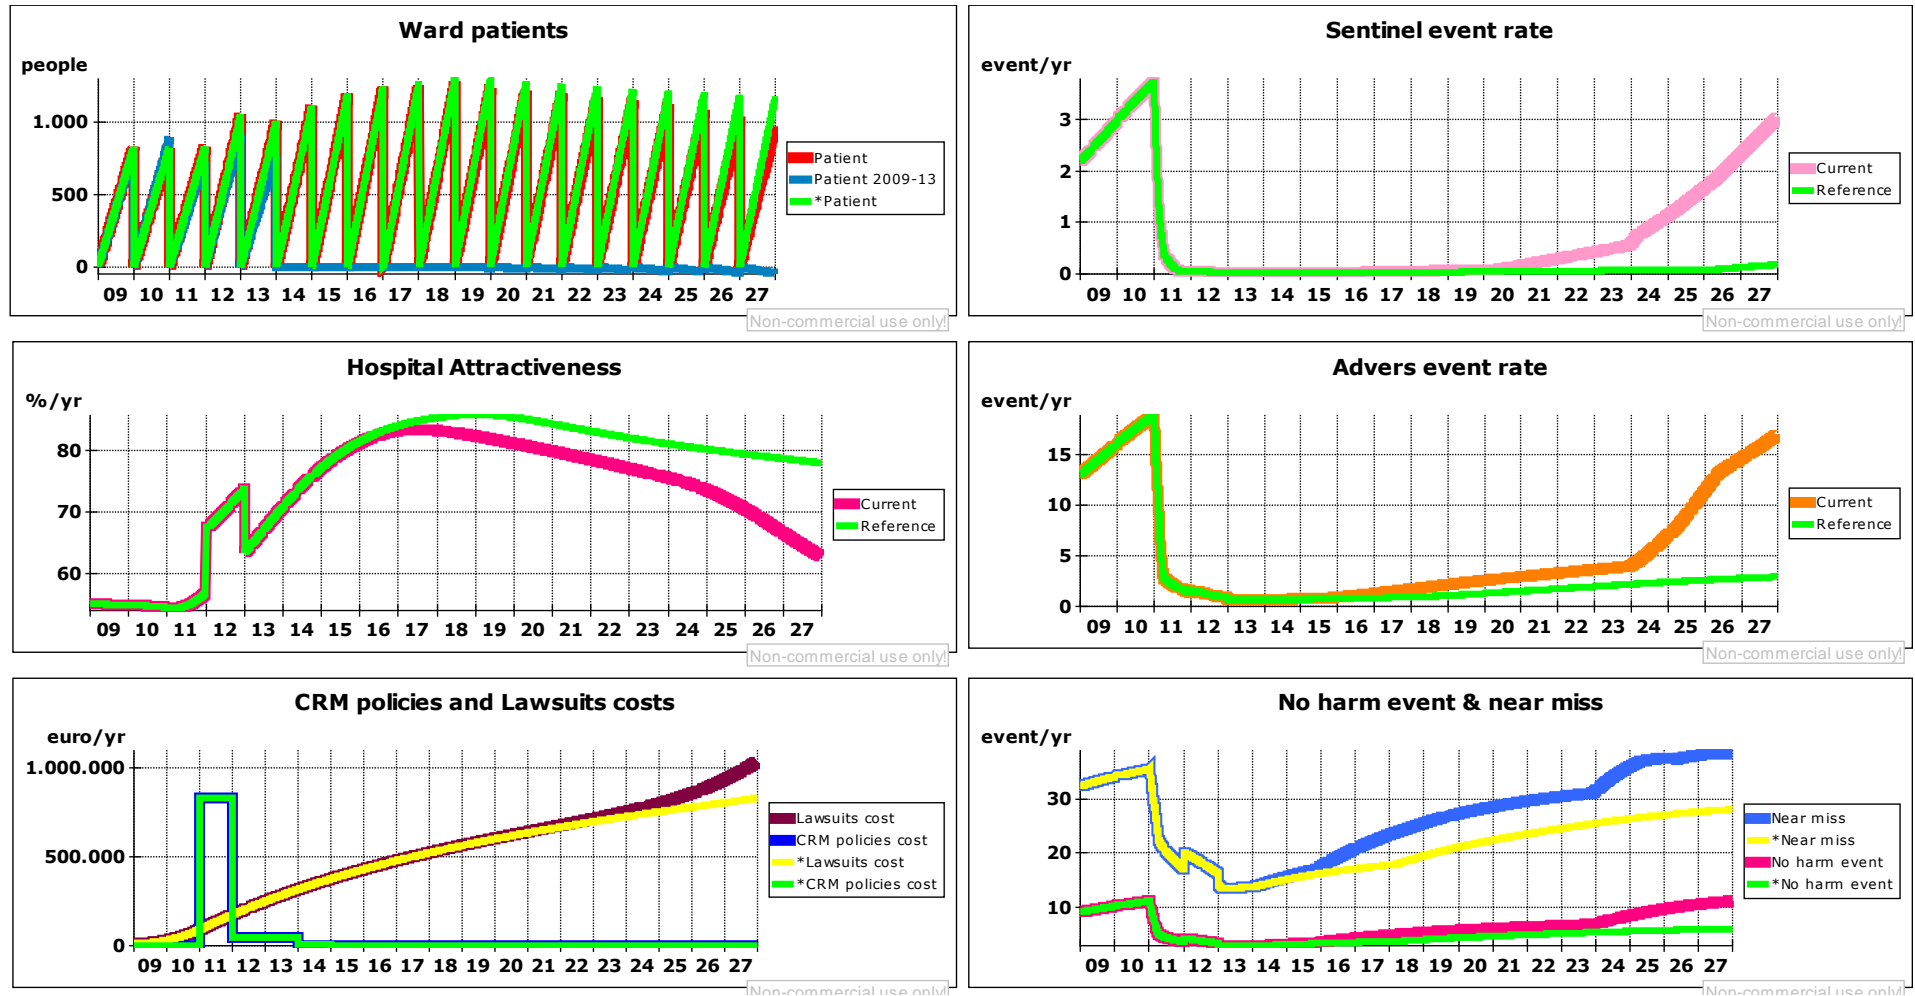 Ward patients
people
1.000
500
0
09 10 11 12 13 14 15 16 17 18 19 20 21 22 23 24 25 26 27
Patient
Patient 2009-13
*Patient
Non-commercial use only!
Sentinel event rate
event/yr
3
2
1
0
09 10 11 12 13 14 15 16 17 18 19 20 21 22 23 24 25 26 27
Current
Reference
Non-commercial use only!
Hospital Attractiveness
%/yr
80
70
60
09 10 11 12 13 14 15 16 17 18 19 20 21 22 23 24 25 26 27
Current
Reference
Non-commercial use only!
Advers event rate
event/yr
15
10
5
0
09 10 11 12 13 14 15 16 17 18 19 20 21 22 23 24 25 26 27
Current
Reference
Non-commercial use only!
CRM policies and Lawsuits costs
euro/yr
1.000.000
500.000
0
09 10 11 12 13 14 15 16 17 18 19 20 21 22 23 24 25 26 27
Lawsuits cost
CRM policies cost
*Lawsuits cost
*CRM policies cost
Non-commercial use only!
No harm event & near miss
event/yr
30
20
10
09 10 11 12 13 14 15 16 17 18 19 20 21 22 23 24 25 26 27
Near miss
*Near miss
No harm event
*No harm event
Non-commercial use only!